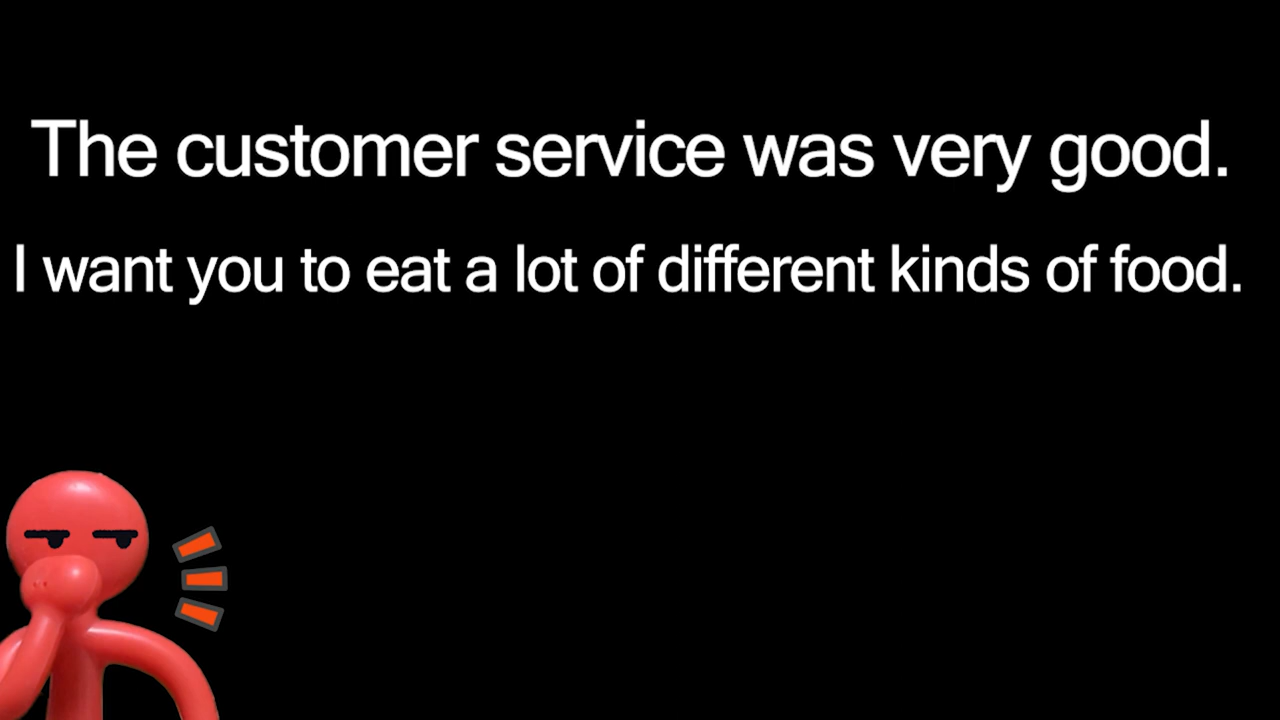 The customer service was very good.
I want you to eat a lot of different kinds of food.